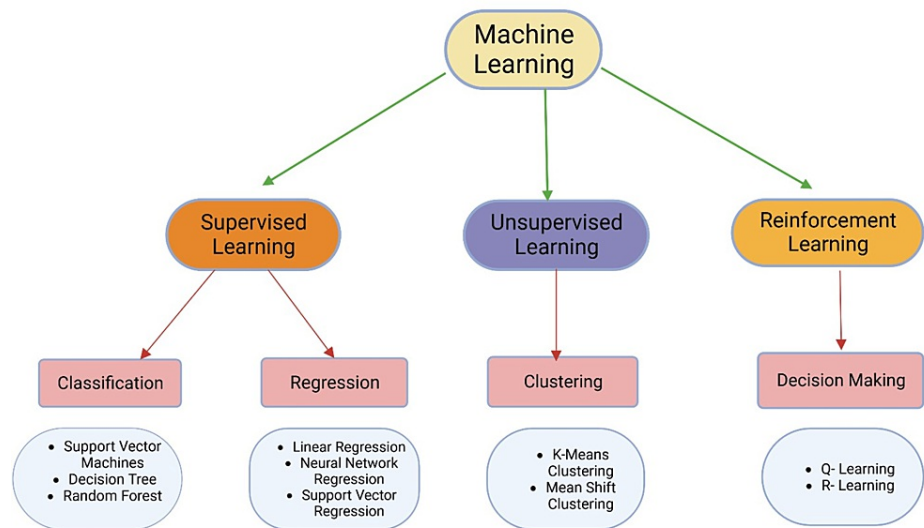 Machine
Learning
Supervised
Learning
Unsupervised
Learning
Reinforcement
Learning
Classification
Regression
Clustering
Decision Making
• Support Vector
Machines
• Decision Tree
• Random Forest
• Linear Regression
• Neural Network
Regression
• Support Vector
Regression
• K-Means
Clustering
• Mean Shift
Clustering
• Q- Learning
• R- Learning